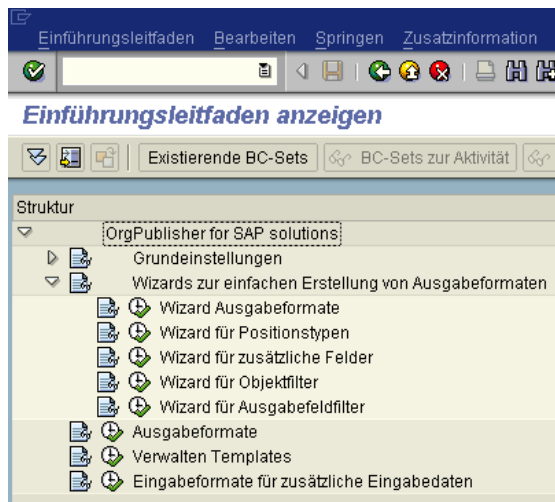 Einführungsleitfaden Bearbeiten Springen Zusatzinformation
Einführungsleitfaden anzeigen
Existierende BC-Sets BC-Sets zur Aktivität
Struktur
OrgPublisher for SAP solutions
Grundeinstellungen
Wizards zur einfachen Erstellung von Ausgabeformaten
Wizard Ausgabeformate
Wizard für Positionstypen
Wizard für zusätzliche Felder
Wizard für Objektfilter
Wizard für Ausgabefeldfilter
Ausgabeformate
Verwalten Templates
Eingabeformate für zusätzliche Eingabedaten